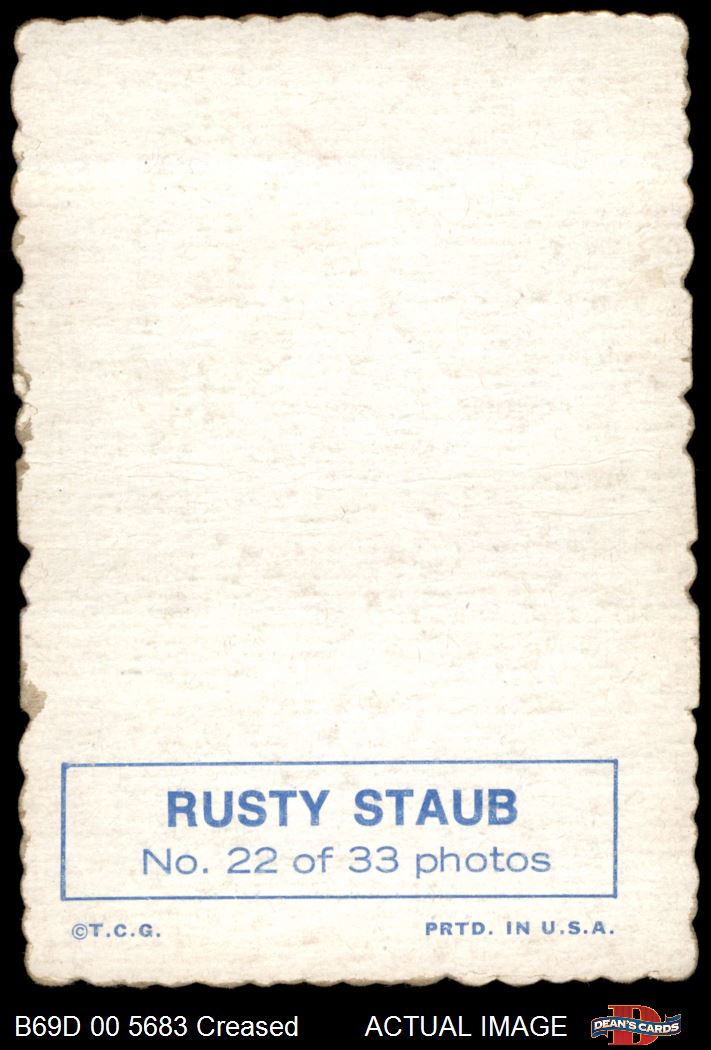 RUSTY STAUB
No. 22 of 33 photos
©T.C.G. PRTD. IN U.S.A.
B69D 00 5683 Creased ACTUAL IMAGE D DEAN'S CARDS